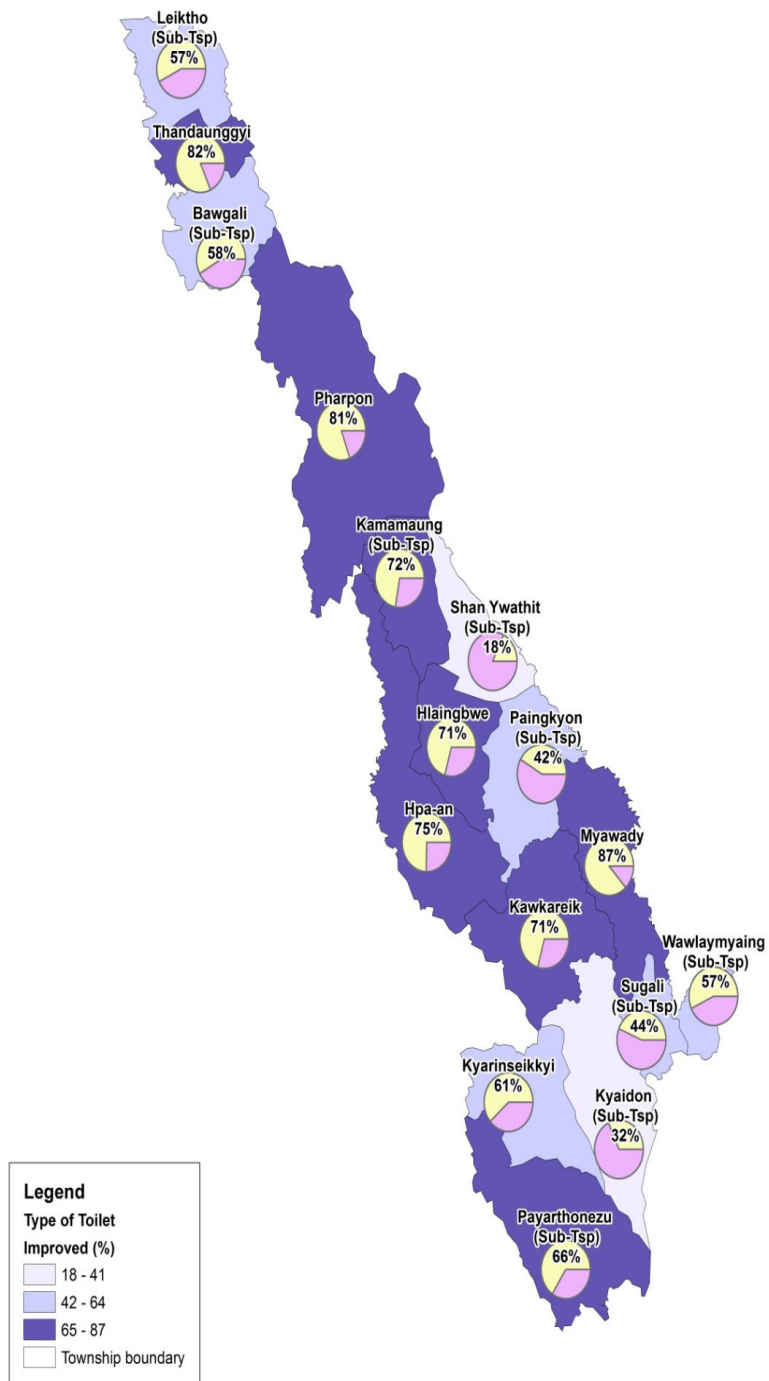 Leiktho
(Sub-Tsp)
57%
Thandaunggyi
82%
Bawgali
(Sub-Tsp)
58%
Pharpon
81%
Kamamaung
(Sub-Tsp)
72%
Shan Ywathit
(Sub-Tsp)
18%
Hlaingbwe
71%
Paingkyon
(Sub-Tsp)
42%
Hpa-an
75%
Myawady
87%
Kawkareik
71%
Wawlaymyaing
(Sub-Tsp)
57%
Sugali
(Sub-Tsp)
44%
Kyarinseikkyi
61%
Kyaidon
(Sub-Tsp)
32%
Payarthonezu
(Sub-Tsp)
66%
Legend
Type of Toilet
Improved (%)
18 - 41
42 - 64
65 - 87
Township boundary